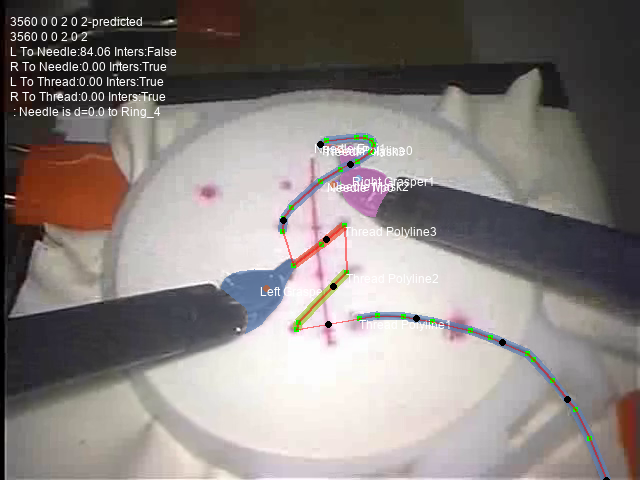 3560 0 0 2 0 2-predicted
3560 0 0 2 0 2
L To Needle:84.06 Inters:False
R To Needle:0.00 Inters:True
L To Thread:0.00 Inters:True
R To Thread:0.00 Inters:True
: Needle is d=0.0 to Ring_4
Right Grasper1
Thread Polyline3
Thread Polyline2
Left Grasper
Thread Polyline1